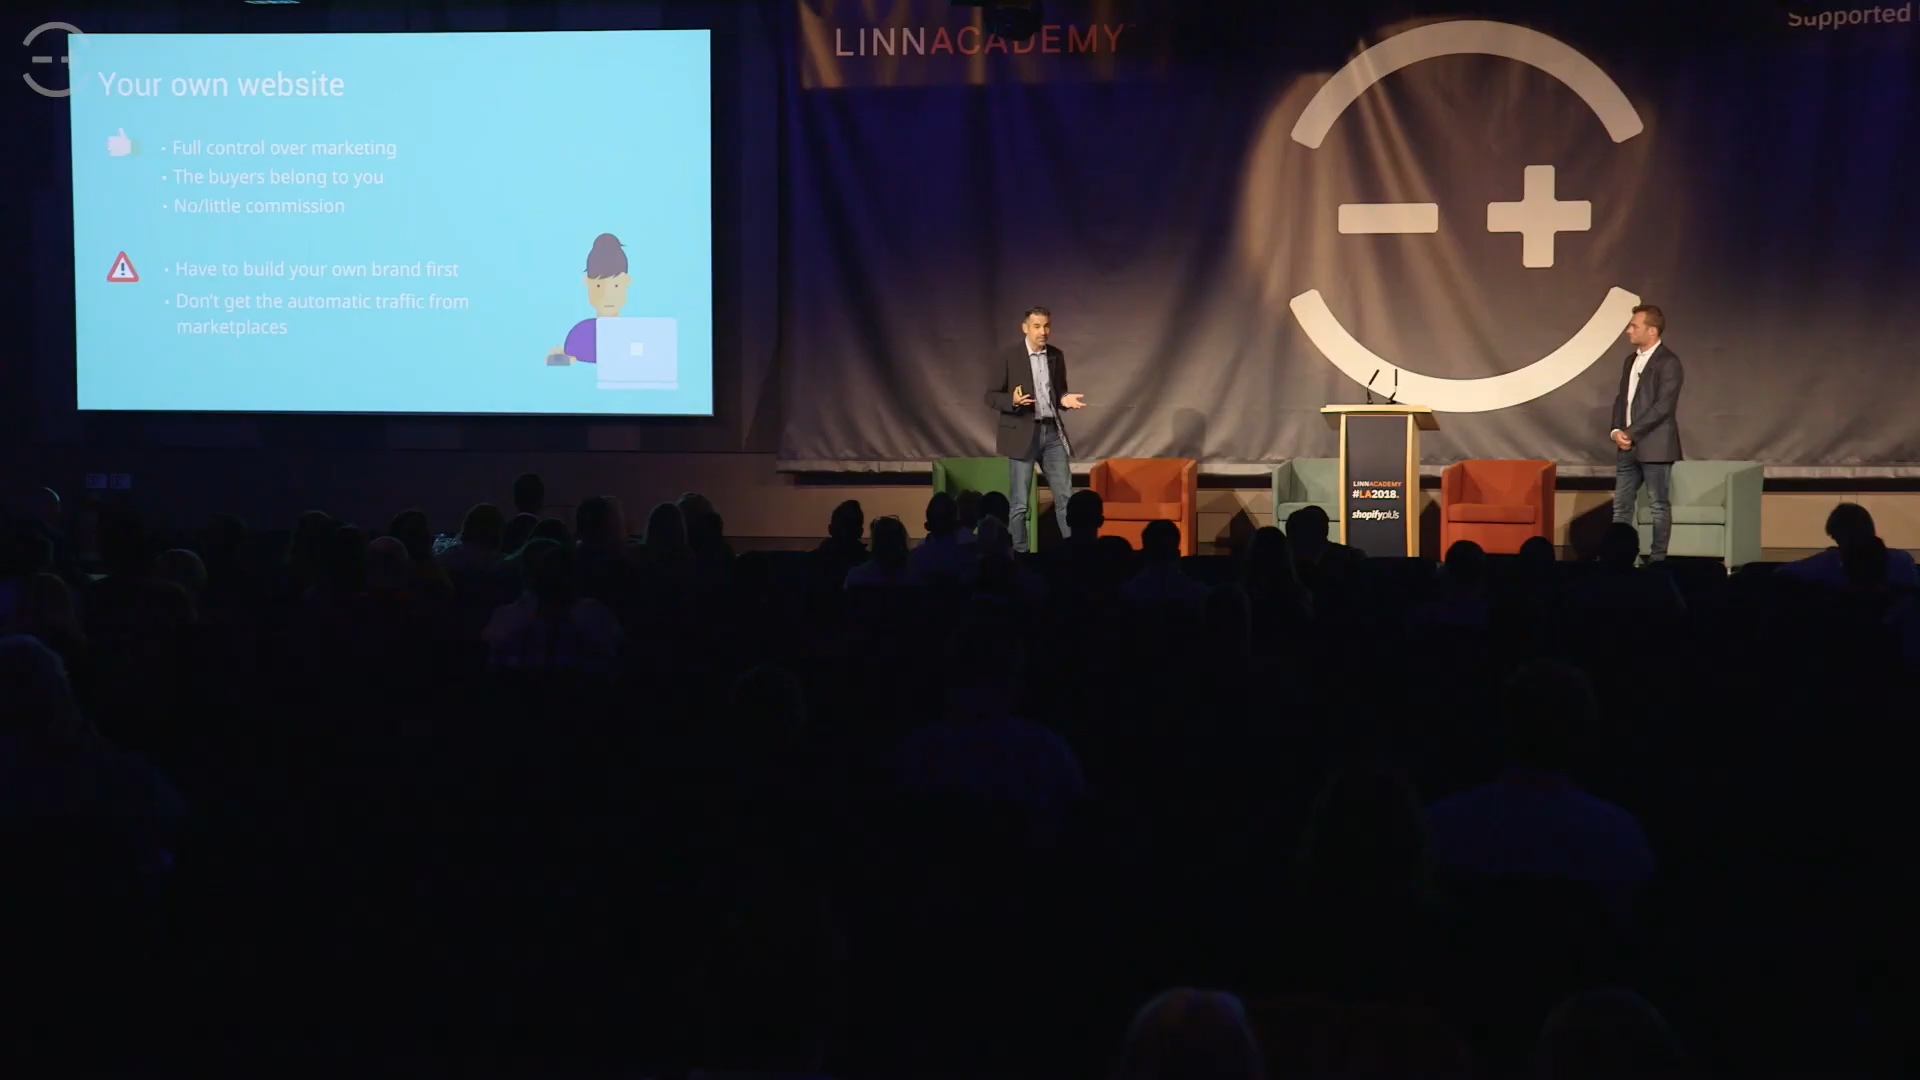 Your own website
• Full control over marketing
• The buyers belong to you
• No/little commission
• Have to build your own brand first
• Don't get the automatic traffic from
marketplaces
LINNACADEMY
Supported
LINNACADEMY
#LA2018.
shopifyplus